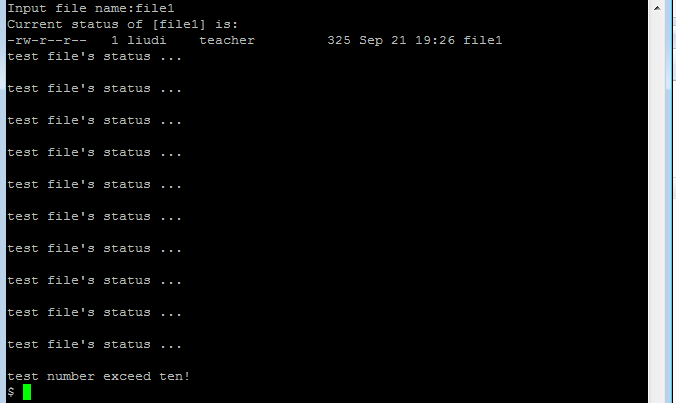 Input file name:file1
Current status of [file1] is:
-rw-r--r--   1 liudi    teacher         325 Sep 21 19:26 file1
test file's status ...
test file's status ...
test file's status ...
test file's status ...
test file's status ...
test file's status ...
test file's status ...
test file's status ...
test file's status ...
test file's status ...
test number exceed ten!
$